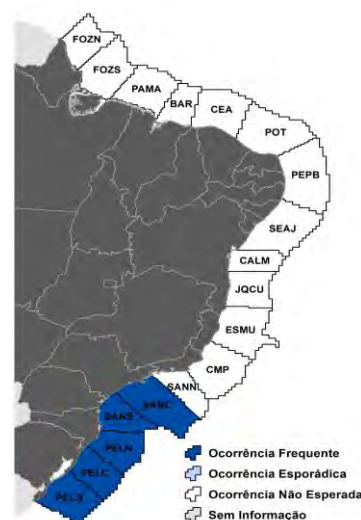 FOZN
FOZS
PAMA
BAR
CEA
POT
PEPB
SEAJ
CALM
JQCU
ESMU
CMP
SANN
SANC
SANS
PELN
PELC
PELS
Ocorrência Frequente
Ocorrência Esporádica
Ocorrência Não Esperada
Sem Informação